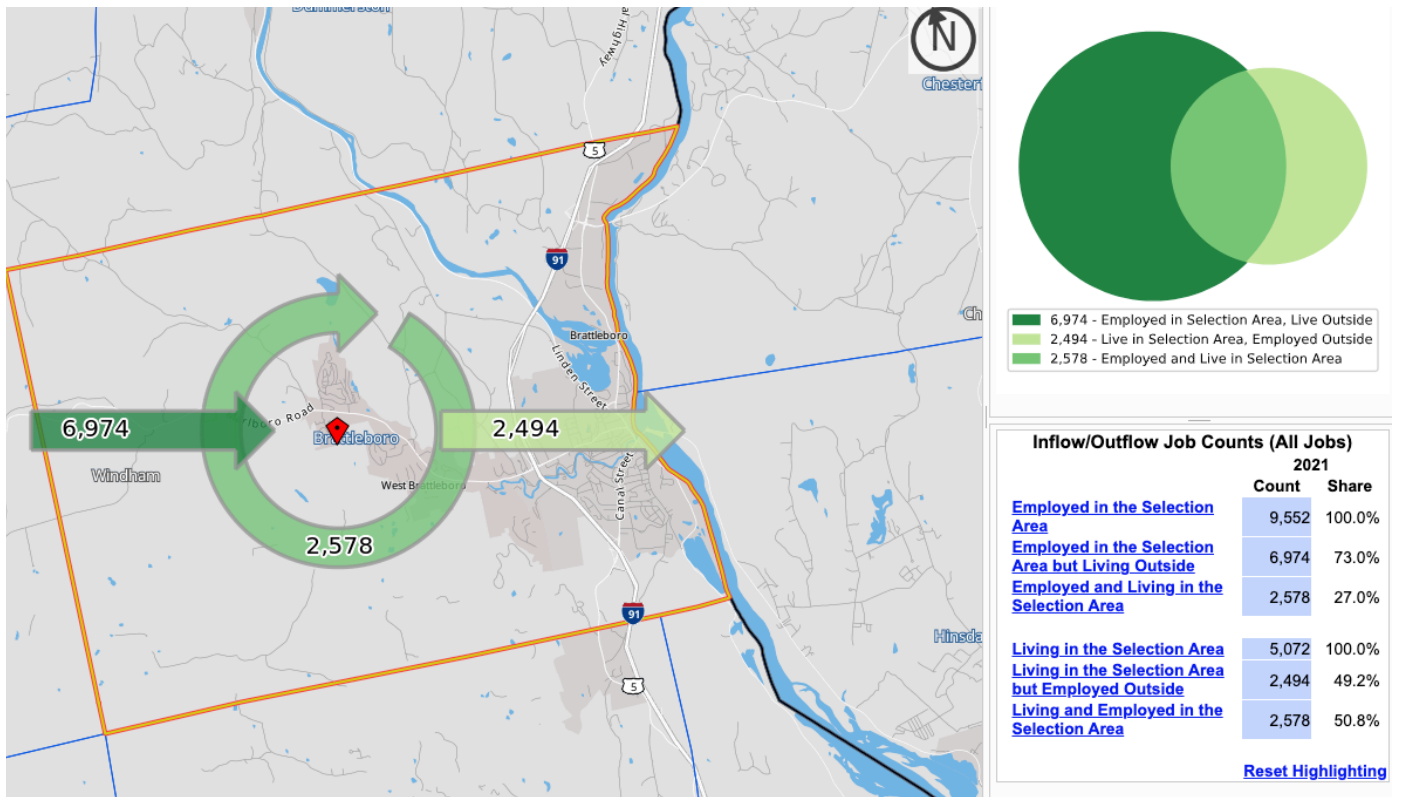 Dummerston
al Highway
N
Chester
5
91
Ch
Brattleboro
Linden Street
6,974
rlboro Road
Brattleboro
2,494
Windham
West Brattleboro
Canal Street
2,578
91
Hinsda
5
6,974 - Employed in Selection Area, Live Outside
2,494 - Live in Selection Area, Employed Outside
2,578 - Employed and Live in Selection Area
Inflow/Outflow Job Counts (All Jobs)
2021
Count Share
Employed in the Selection
Area 9,552 100.0%
Employed in the Selection
Area but Living Outside 6,974 73.0%
Employed and Living in the
Selection Area 2,578 27.0%
Living in the Selection Area 5,072 100.0%
Living in the Selection Area
but Employed Outside 2,494 49.2%
Living and Employed in the
Selection Area 2,578 50.8%
Reset Highlighting